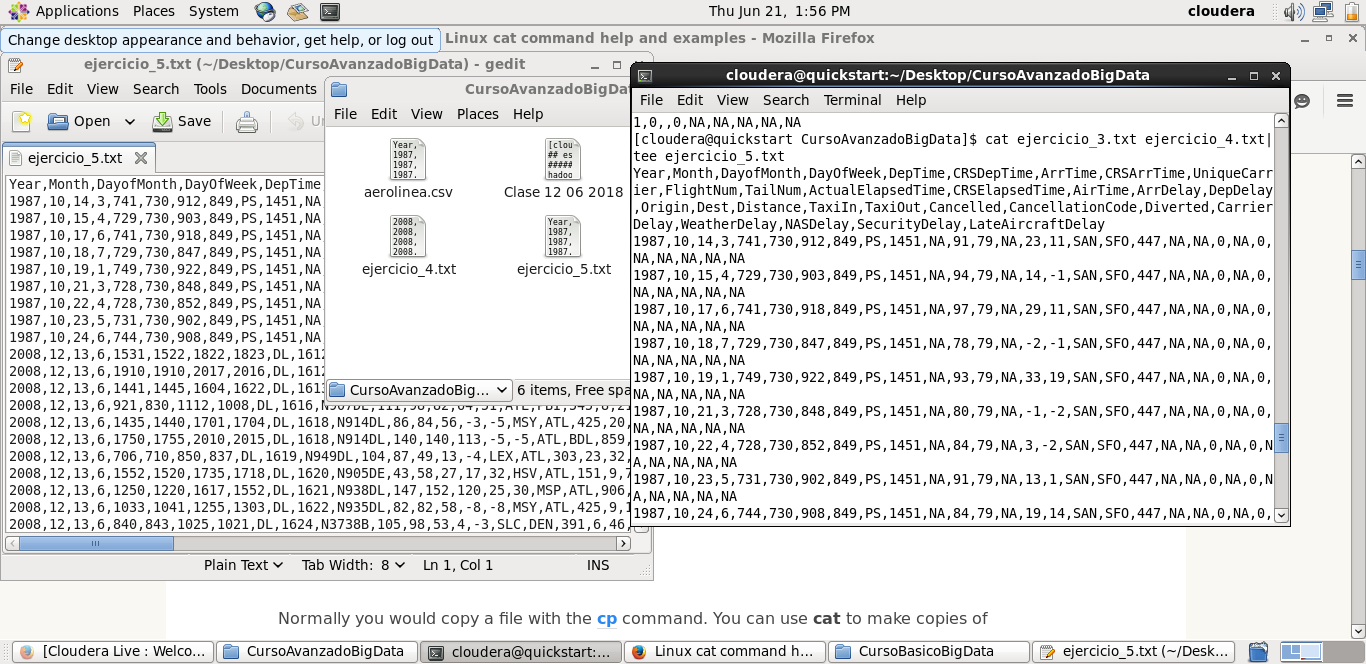 Applications Places System
Thu Jun 21, 1:56 PM
cloudera
Change desktop appearance and behavior, get help, or log out
Linux cat command help and examples - Mozilla Firefox
ejercicio_5.txt (~/Desktop/CursoAvanzadoBigData) - gedit
File Edit View Search Tools Documents
Open Save Un
ejercicio_5.txt
Year,Month,DayofMonth,DayOfWeek,DepTime,
1987,10,14,3,741,730,912,849,PS,1451,NA,
1987,10,15,4,729,730,903,849,PS,1451,NA,
1987,10,17,6,741,730,918,849,PS,1451,NA,
1987,10,18,7,729,730,847,849,PS,1451,NA,
1987,10,19,1,749,730,922,849,PS,1451,NA,
1987,10,21,3,728,730,848,849,PS,1451,NA,
1987,10,22,4,728,730,852,849,PS,1451,NA,
1987,10,23,5,731,730,902,849,PS,1451,NA,
1987,10,24,6,744,730,908,849,PS,1451,NA,
2008,12,13,6,1531,1522,1822,1823,DL,1612
2008,12,13,6,1910,1910,2017,2016,DL,1612
2008,12,13,6,1441,1445,1604,1622,DL,1613
2008,12,13,6,921,830,1112,1008,DL,1616,
2008,12,13,6,1435,1440,1701,1704,DL,1618,N914DL,86,84,56,-3,-5,MSY,ATL,425,20,
2008,12,13,6,1750,1755,2010,2015,DL,1618,N914DL,140,140,113,-5,-5,ATL,BDL,859,
2008,12,13,6,706,710,850,837,DL,1619,N949DL,104,87,49,13,-4,LEX,ATL,303,23,32,
2008,12,13,6,1552,1520,1735,1718,DL,1620,N905DE,43,58,27,17,32,HSV,ATL,151,9,7
2008,12,13,6,1250,1220,1617,1552,DL,1621,N938DL,147,152,120,25,30,MSP,ATL,906,
2008,12,13,6,1033,1041,1255,1303,DL,1622,N935DL,82,82,58,-8,-8,MSY,ATL,425,9,1
2008,12,13,6,840,843,1025,1021,DL,1624,N3738B,105,98,53,4,-3,SLC,DEN,391,6,46,
Plain Text Tab Width: 8 Ln 1, Col 1 INS
CursoAvanzadoBigDat
File Edit View Places Help
Year,
1987,
1987,
1987.
aerolinea.csv
[clou
## es
#####
hadoo
Clase 12 06 2018
2008,
2008,
2008,
2008.
ejercicio_4.txt
Year,
1987,
1987,
1987.
ejercicio_5.txt
CursoAvanzadoBig... 6 items, Free spa
cloudera@quickstart:~/Desktop/CursoAvanzadoBigData
File Edit View Search Terminal Help
1,0,,0,NA,NA,NA,NA,NA
[cloudera@quickstart CursoAvanzadoBigData]$ cat ejercicio_3.txt ejercicio_4.txt|
tee ejercicio_5.txt
Year,Month,DayofMonth,DayOfWeek,DepTime,CRSDepTime,ArrTime,CRSArrTime,UniqueCarr
ier,FlightNum,TailNum,ActualElapsedTime,CRSElapsedTime,AirTime,ArrDelay,DepDelay
,Origin,Dest,Distance,TaxiIn,TaxiOut,Cancelled,CancellationCode,Diverted,Carrier
Delay,WeatherDelay,NASDelay,SecurityDelay,LateAircraftDelay
1987,10,14,3,741,730,912,849,PS,1451,NA,91,79,NA,23,11,SAN,SFO,447,NA,NA,0,NA,0,
NA,NA,NA,NA,NA
1987,10,15,4,729,730,903,849,PS,1451,NA,94,79,NA,14,-1,SAN,SFO,447,NA,NA,0,NA,0,
NA,NA,NA,NA,NA
1987,10,17,6,741,730,918,849,PS,1451,NA,97,79,NA,29,11,SAN,SFO,447,NA,NA,0,NA,0,
NA,NA,NA,NA,NA
1987,10,18,7,729,730,847,849,PS,1451,NA,78,79,NA,-2,-1,SAN,SFO,447,NA,NA,0,NA,0,
NA,NA,NA,NA,NA
1987,10,19,1,749,730,922,849,PS,1451,NA,93,79,NA,33,19,SAN,SFO,447,NA,NA,0,NA,0,
NA,NA,NA,NA,NA
1987,10,21,3,728,730,848,849,PS,1451,NA,80,79,NA,-1,-2,SAN,SFO,447,NA,NA,0,NA,0,
NA,NA,NA,NA,NA
1987,10,22,4,728,730,852,849,PS,1451,NA,84,79,NA,3,-2,SAN,SFO,447,NA,NA,0,NA,0,N
A,NA,NA,NA,NA
1987,10,23,5,731,730,902,849,PS,1451,NA,91,79,NA,13,1,SAN,SFO,447,NA,NA,0,NA,0,N
A,NA,NA,NA,NA
1987,10,24,6,744,730,908,849,PS,1451,NA,84,79,NA,19,14,SAN,SFO,447,NA,NA,0,NA,0,
Normally you would copy a file with the cp command. You can use cat to make copies of
[Cloudera Live : Welco...
CursoAvanzadoBigData
cloudera@quickstart:...
Linux cat command h...
CursoBasicoBigData
ejercicio_5.txt (~/Desk...